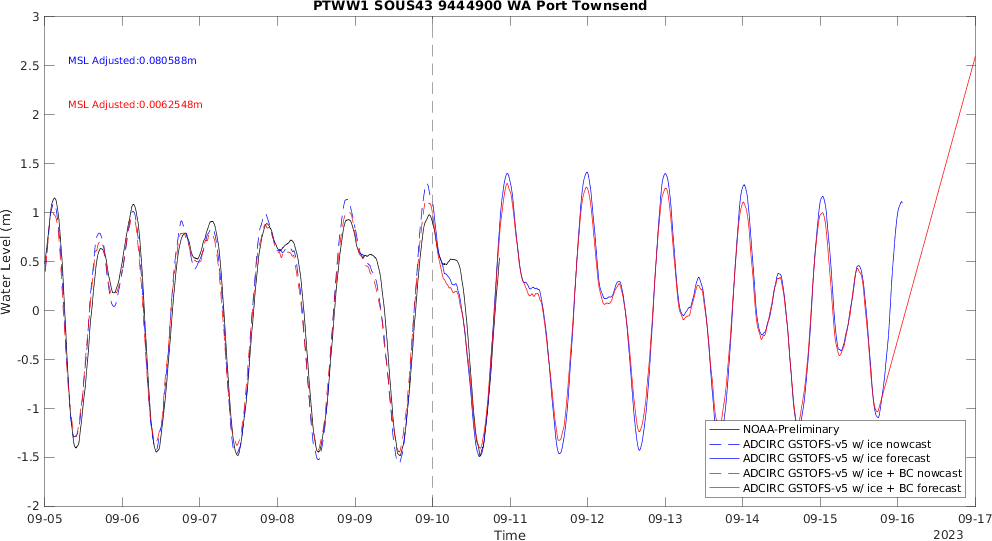 PTWW1 SOUS43 9444900 WA Port Townsend
3
2.5
2
1.5
1
0.5
0
-0.5
-1
-1.5
-2
Water Level (m)
MSL Adjusted:0.080588m
MSL Adjusted:0.0062548m
NOAA-Preliminary
ADCIRC GSTOFS-v5 w/ ice nowcast
ADCIRC GSTOFS-v5 w/ ice forecast
ADCIRC GSTOFS-v5 w/ ice + BC nowcast
ADCIRC GSTOFS-v5 w/ ice + BC forecast
09-05 09-06 09-07 09-08 09-09 09-10 09-11 09-12 09-13 09-14 09-15 09-16 09-17
Time
2023